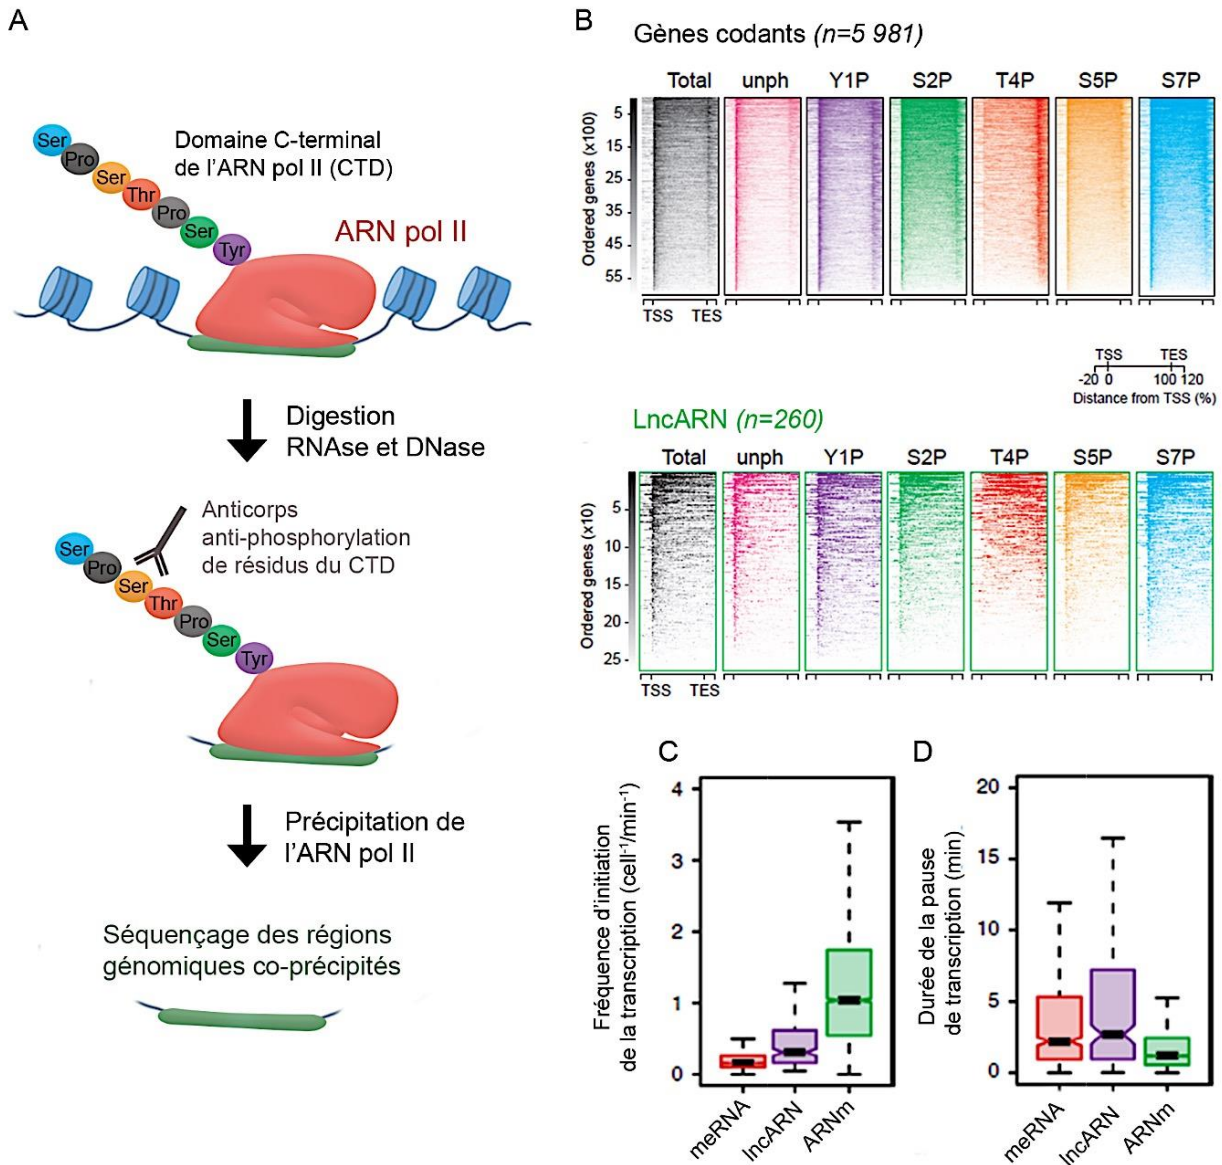 A
Domaine C-terminal
de l'ARN pol II (CTD)
Ser
Pro
Ser
Thr
Pro
Ser
Tyr
ARN pol II
Digestion
RNAse et DNase
Anticorps
anti-phosphorylation
de résidus du CTD
Ser
Pro
Ser
Thr
Pro
Ser
Tyr
Précipitation de
l'ARN pol II
Séquençage des régions
génomiques co-précipités
B
Gènes codants (n=5 981)
Total unph Y1P S2P T4P S5P S7P
Ordered genes (x100)
5
15
25
35
45
55
TSS TES
TSS TES
-20 0 100 120
Distance from TSS (%)
LncARN (n=260)
Total unph Y1P S2P T4P S5P S7P
Ordered genes (x10)
5
10
15
20
25
TSS TES
C
Fréquence d'initiation
de la transcription (cell⁻¹/min⁻¹)
4
3
2
1
0
meRNA lncARN ARNm
D
Durée de la pause
de transcription (min)
20
15
10
5
0
meRNA lncARN ARNm